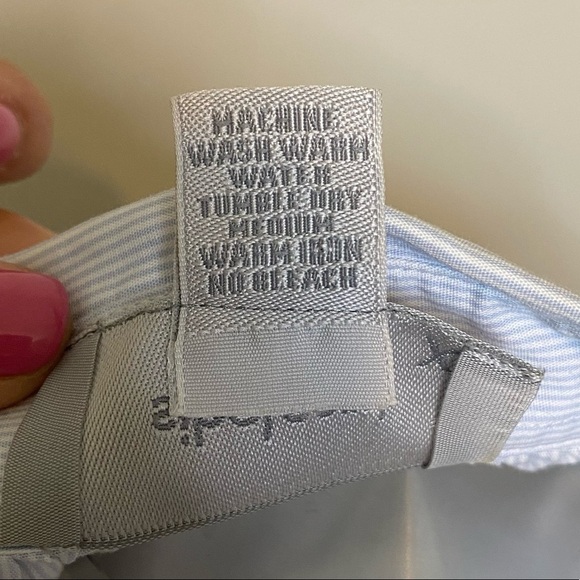 MACHINE
WASH WARM
WATER
TUMBLE DRY
MEDIUM
WARM IRON
NO BLEACH